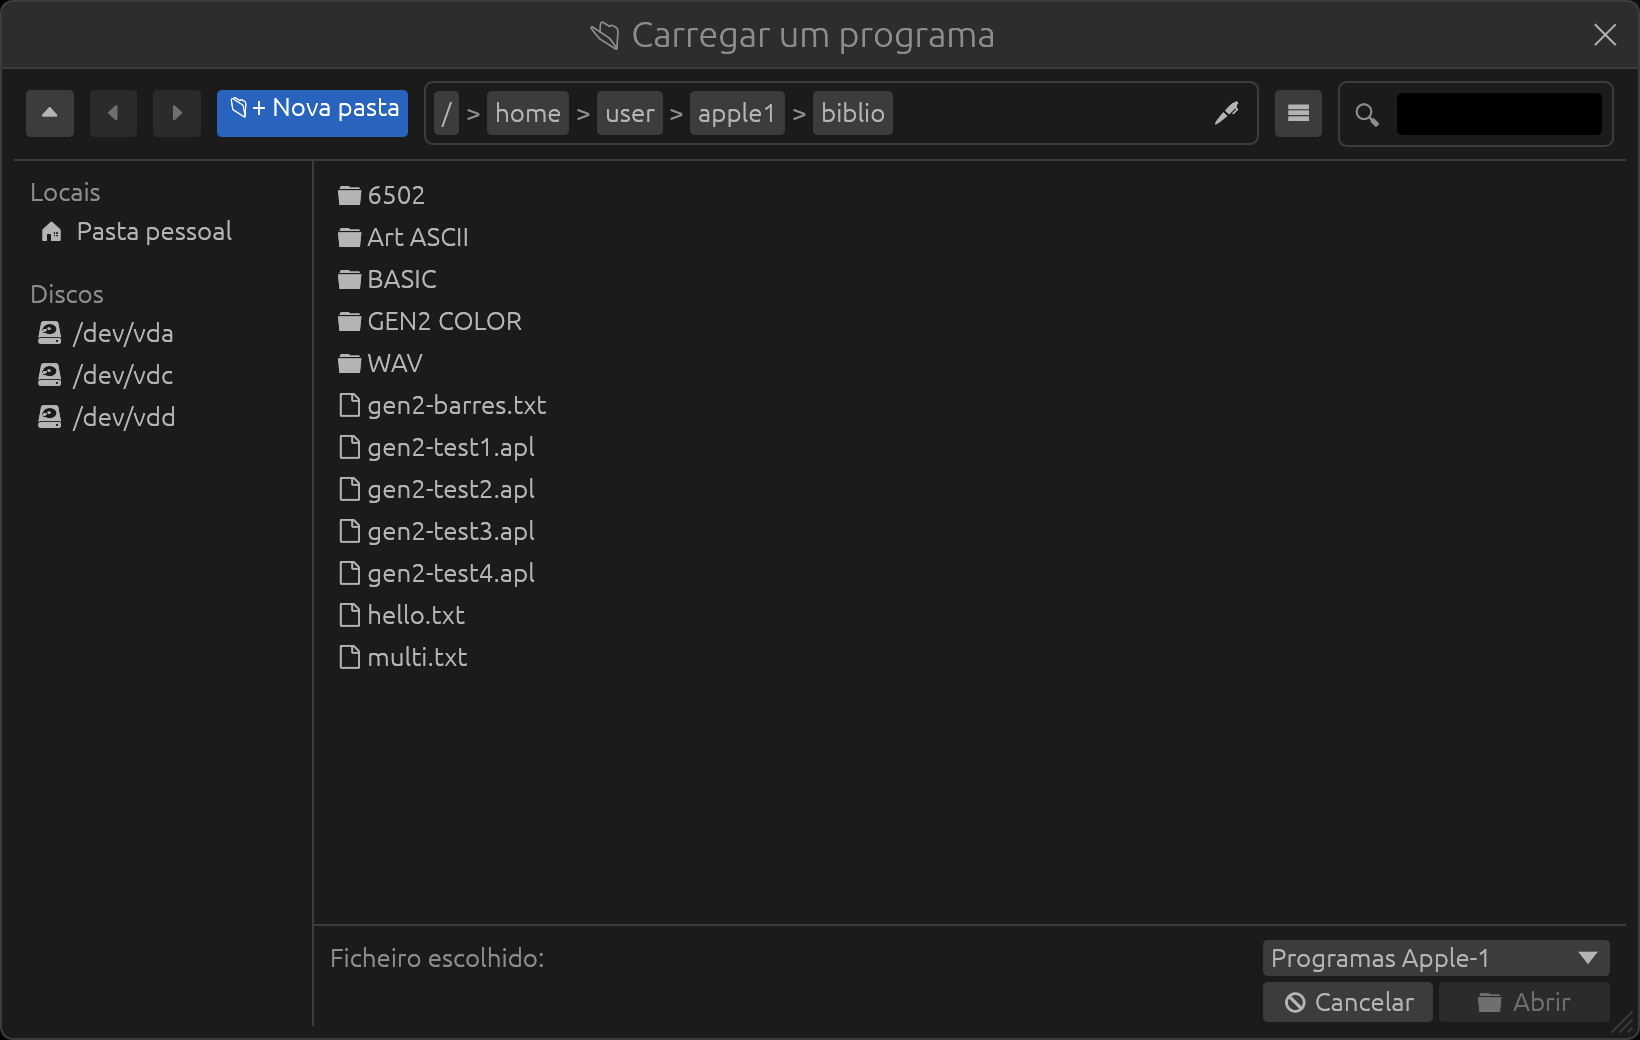 Carregar um programa
+ Nova pasta
/ > home > user > apple1 > biblio
Locais
Pasta pessoal
Discos
/dev/vda
/dev/vdc
/dev/vdd
6502
Art ASCII
BASIC
GEN2 COLOR
WAV
gen2-barres.txt
gen2-test1.apl
gen2-test2.apl
gen2-test3.apl
gen2-test4.apl
hello.txt
multi.txt
Ficheiro escolhido:
Programas Apple-1
Cancelar
Abrir